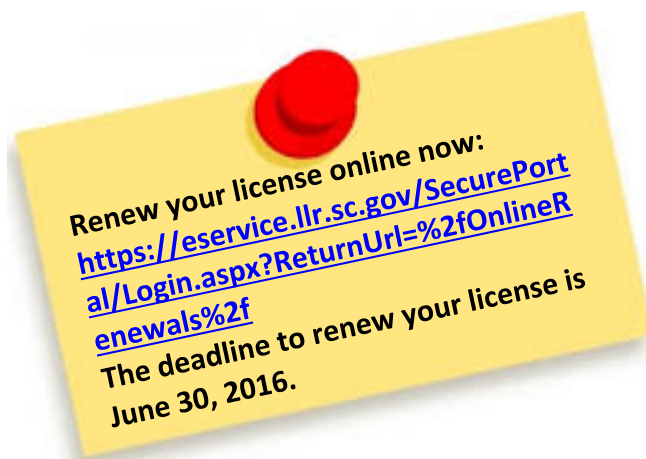 Renew your license online now:
https://eservice.llr.sc.gov/SecurePort
al/Login.aspx?ReturnUrl=%2fOnlineR
enewals%2f
The deadline to renew your license is
June 30, 2016.